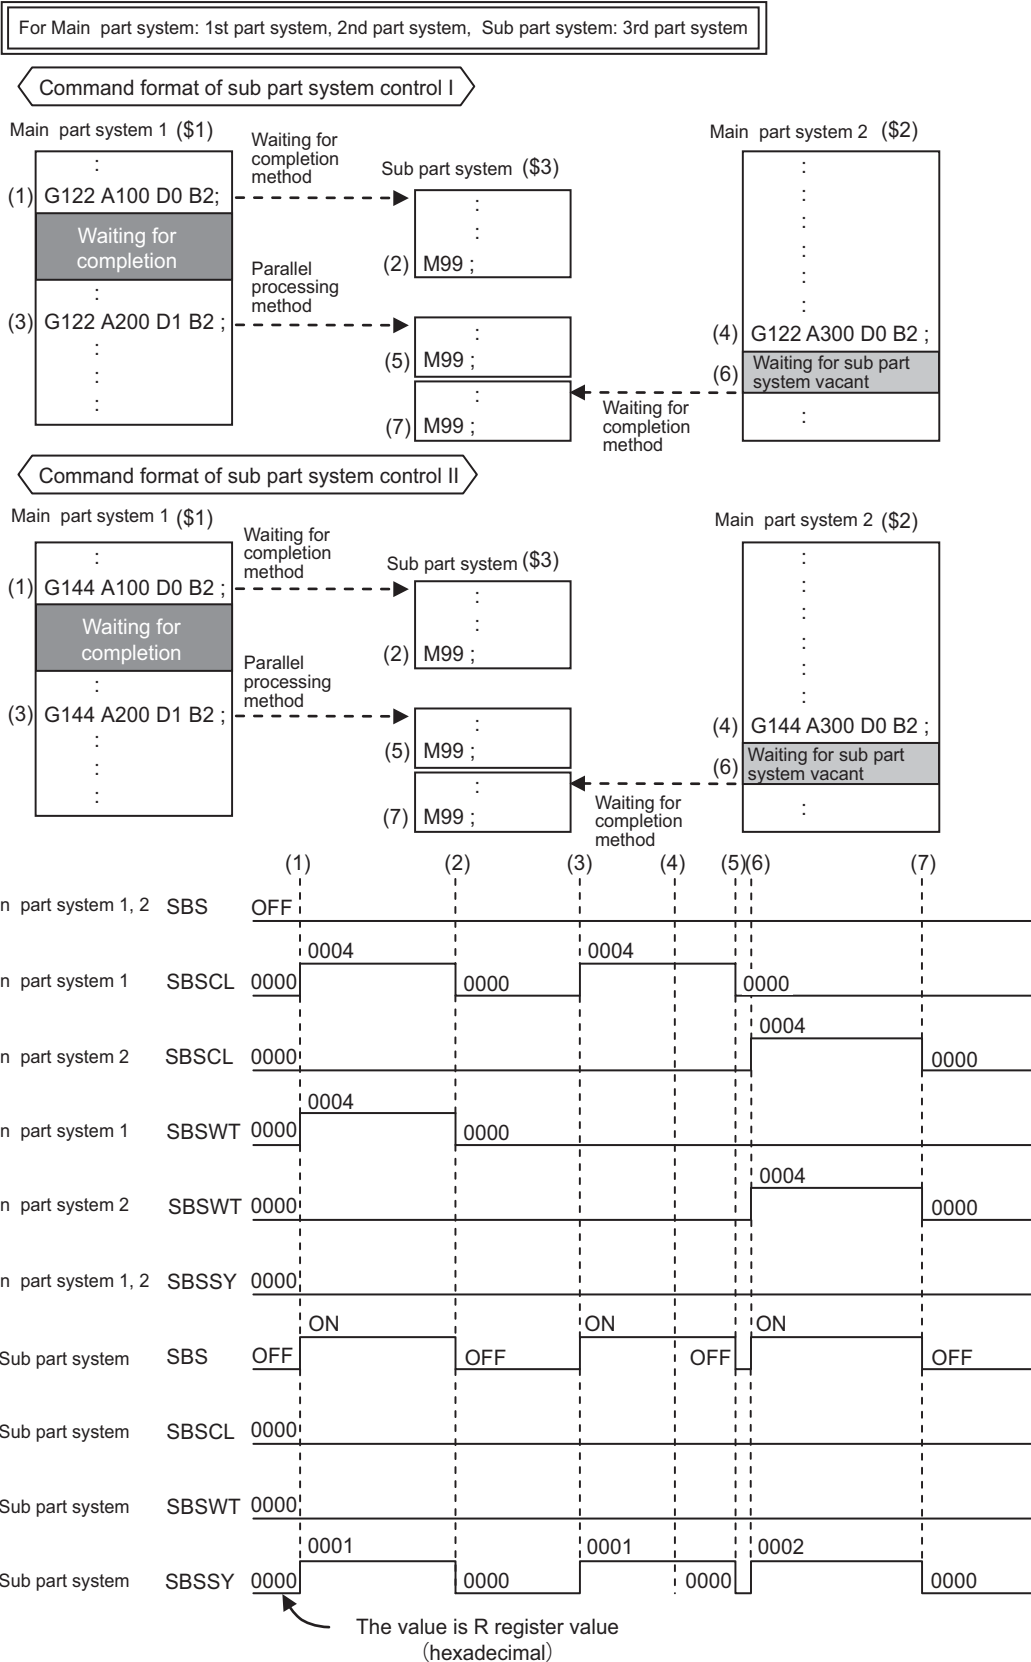 For Main part system: 1st part system, 2nd part system, Sub part system: 3rd part system
Command format of sub part system control I
Main part system 1 ($1)
Waiting for
completion
method
Sub part system ($3)
Main part system 2 ($2)
:
(1) G122 A100 D0 B2;
Waiting for
completion
:
:
(2) M99 ;
:
(3) G122 A200 D1 B2 ;
:
:
:
Parallel
processing
method
:
(5) M99 ;
:
(7) M99 ;
:
:
:
:
:
:
(4) G122 A300 D0 B2 ;
(6) Waiting for sub part
system vacant
:
Waiting for
completion
method
Command format of sub part system control II
Main part system 1 ($1)
Waiting for
completion
method
Sub part system ($3)
Main part system 2 ($2)
:
(1) G144 A100 D0 B2 ;
Waiting for
completion
:
:
(2) M99 ;
:
(3) G144 A200 D1 B2 ;
:
:
:
Parallel
processing
method
:
(5) M99 ;
:
(7) M99 ;
:
:
:
:
:
:
(4) G144 A300 D0 B2 ;
(6) Waiting for sub part
system vacant
:
Waiting for
completion
method
(1) (2) (3) (4) (5)(6) (7)
n part system 1, 2 SBS OFF
n part system 1 SBSCL 0000 0004 0000 0004 0000
n part system 2 SBSCL 0000 0004 0000
n part system 1 SBSWT 0000 0004 0000
n part system 2 SBSWT 0000 0004 0000
n part system 1, 2 SBSSY 0000
Sub part system SBS OFF ON OFF ON OFF ON OFF
Sub part system SBSCL 0000
Sub part system SBSWT 0000
Sub part system SBSSY 0000 0001 0000 0001 0000 0002 0000
The value is R register value
(hexadecimal)